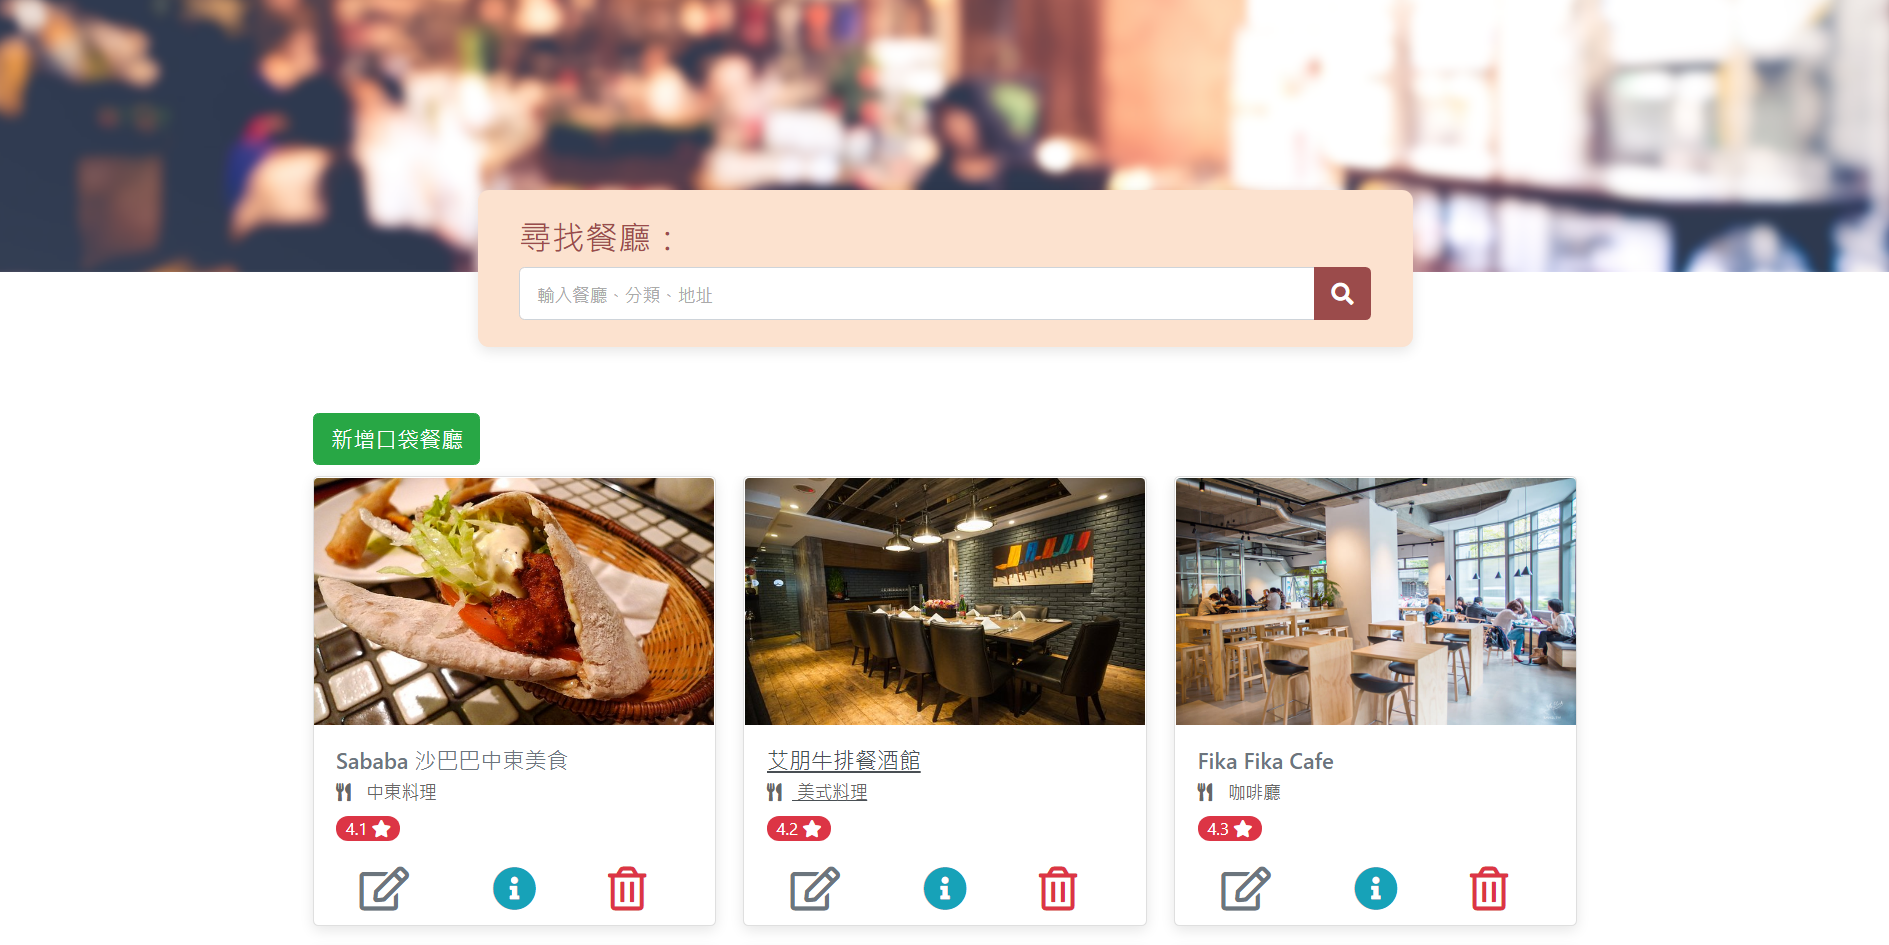 尋找餐廳：
輸入餐廳、分類、地址
新增口袋餐廳
Sababa 沙巴巴中東美食
中東料理
4.1
艾朋牛排餐酒館
美式料理
4.2
Fika Fika Cafe
咖啡廳
4.3